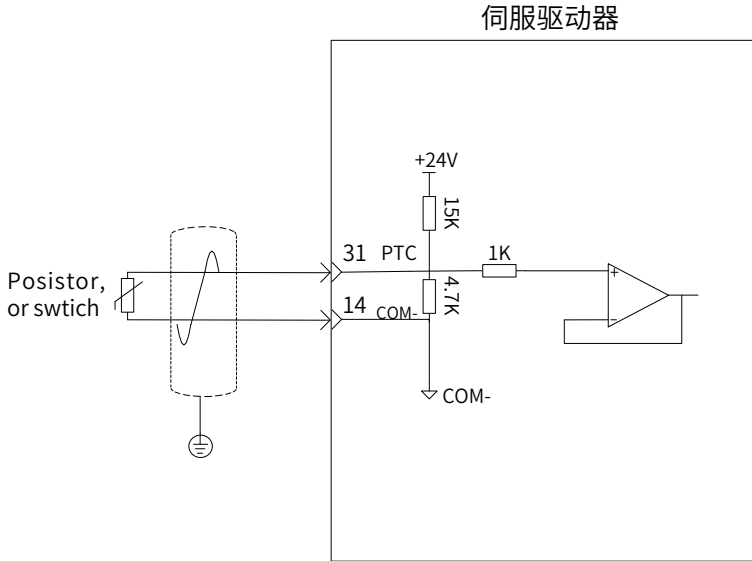 伺服驱动器
+24V
15K
31 PTC
1K
4.7K
Posistor,
or swtich
14 COM-
+
-
COM-